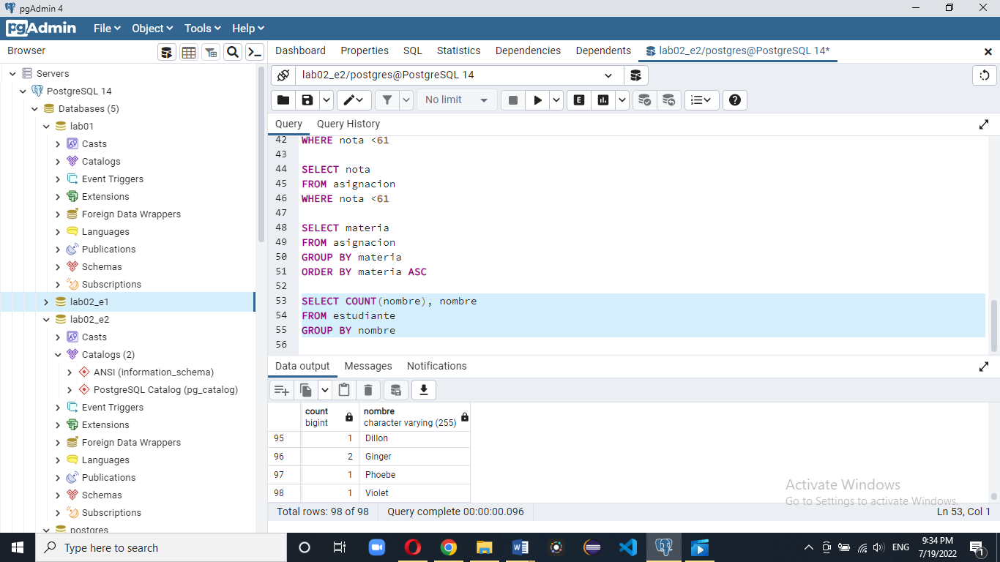 pgAdmin 4
pgAdmin File Object Tools Help
Browser
Dashboard Properties SQL Statistics Dependencies Dependents lab02_e2/postgres@PostgreSQL 14*
Servers
PostgreSQL 14
Databases (5)
lab01
Casts
Catalogs
Event Triggers
Extensions
Foreign Data Wrappers
Languages
Publications
Schemas
Subscriptions
lab02_e1
lab02_e2
Casts
Catalogs (2)
ANSI (information_schema)
PostgreSQL Catalog (pg_catalog)
Event Triggers
Extensions
Foreign Data Wrappers
Languages
Publications
Schemas
Subscriptions
postgres
lab02_e2/postgres@PostgreSQL 14
No limit
E
Query Query History
42 WHERE nota <61
43
44 SELECT nota
45 FROM asignacion
46 WHERE nota <61
47
48 SELECT materia
49 FROM asignacion
50 GROUP BY materia
51 ORDER BY materia ASC
52
53 SELECT COUNT(nombre), nombre
54 FROM estudiante
55 GROUP BY nombre
56
Data output Messages Notifications
count nombre
bigint character varying (255)
95 1 Dillon
96 2 Ginger
97 1 Phoebe
98 1 Violet
Activate Windows
Go to Settings to activate Windows.
Total rows: 98 of 98 Query complete 00:00:00.096 Ln 53, Col 1
Type here to search
ENG
9:34 PM
7/19/2022
1